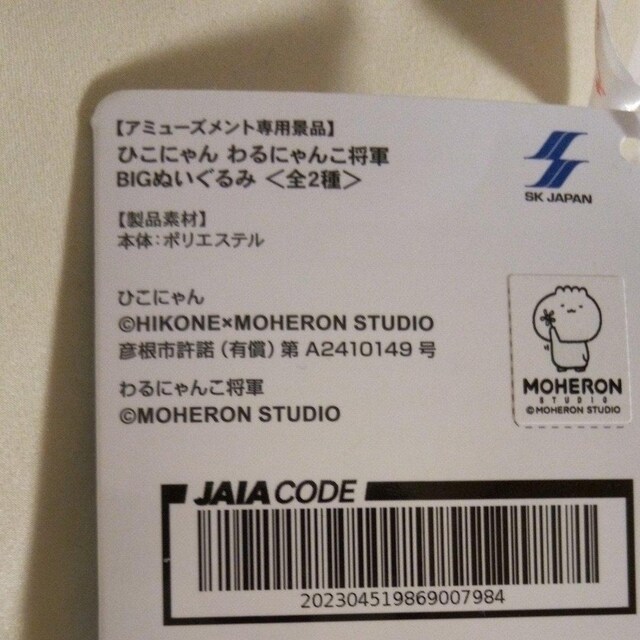 【アミューズメント専用景品】
ひこにゃん わるにゃんこ将軍
BIGぬいぐるみ ＜全2種＞
SK JAPAN
【製品素材】
本体：ポリエステル
ひこにゃん
©HIKONE×MOHERON STUDIO
彦根市許諾（有償）第 A2410149 号
わるにゃんこ将軍
©MOHERON STUDIO
MOHERON
STUDIO
©MOHERON STUDIO
JAIA CODE
202304519869007984